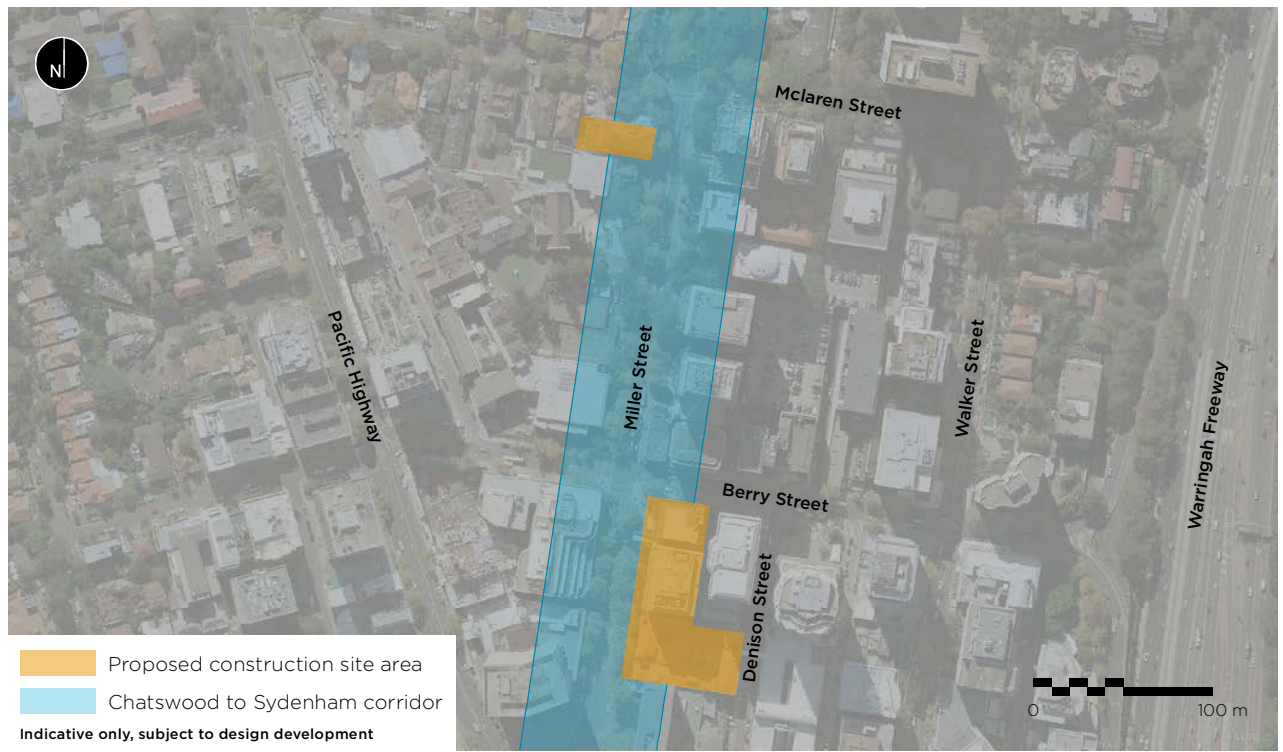 N
Mclaren Street
Pacific Highway
Miller Street
Walker Street
Warringah Freeway
Berry Street
Denison Street
Proposed construction site area
Chatswood to Sydenham corridor
Indicative only, subject to design development
0 100 m